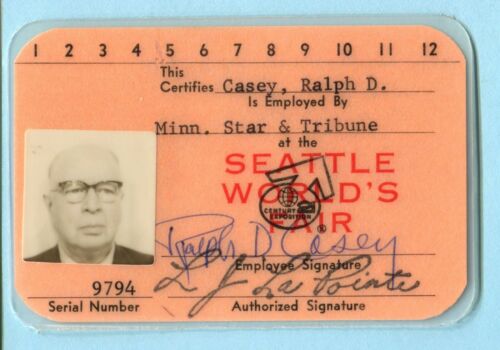 1 2 3 4 5 6 7 8 9 10 11 12
This
Certifies Casey, Ralph D.
Is Employed By
Minn. Star & Tribune
at the
SEATTLE
WORLD'S
FAIR
CENTURY 21
EXPOSITION
®
Ralph D Casey
Employee Signature
9794
L J La Pointe
Serial Number
Authorized Signature